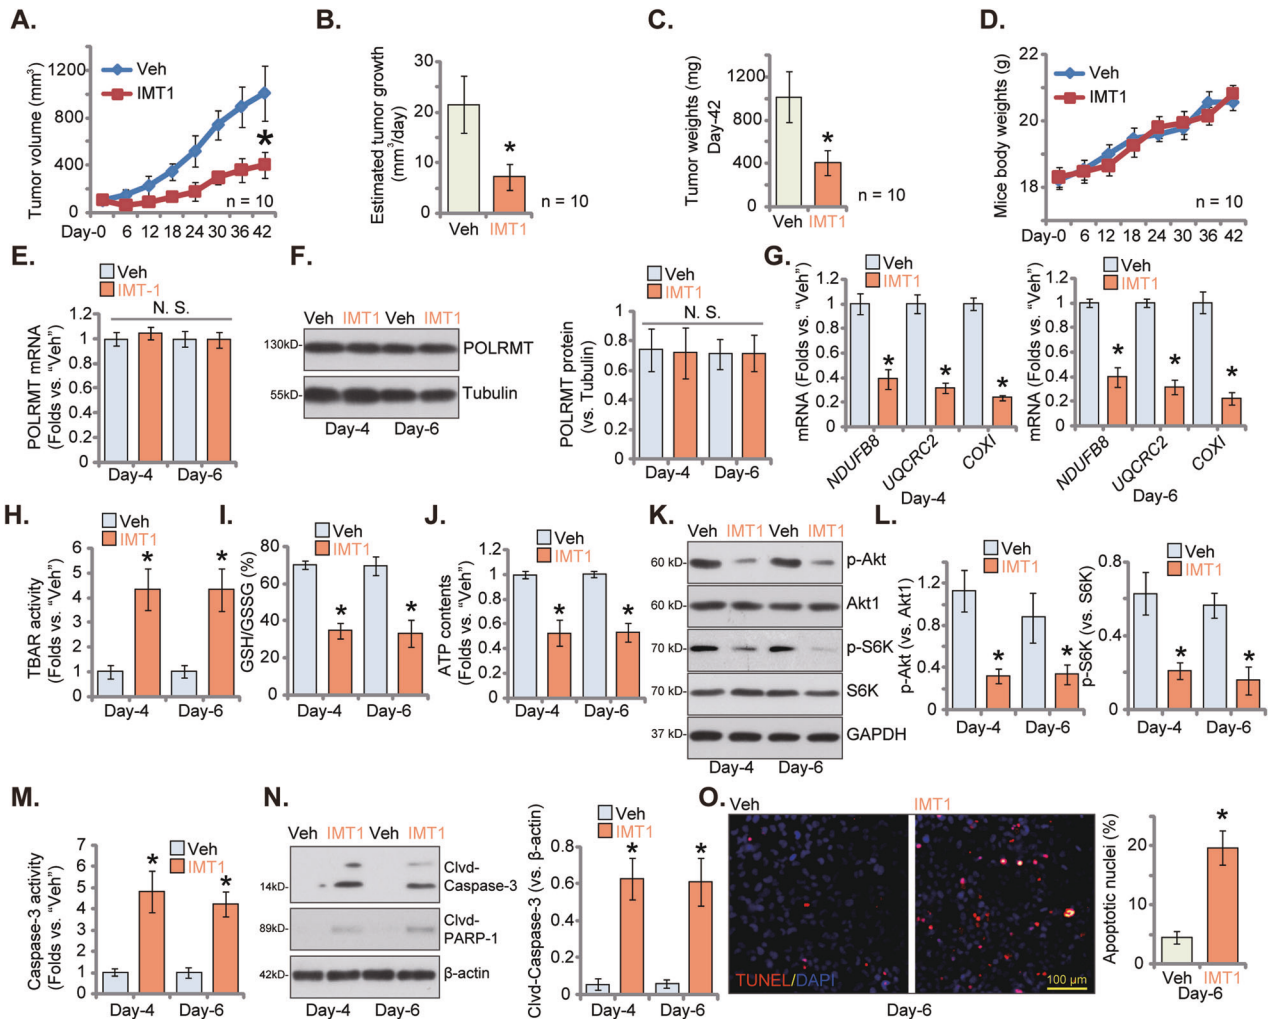 A.
Tumor volume (mm³)
1200
800
400
0
Veh
IMT1
*
n = 10
Day-0 6 12 18 24 30 36 42
B.
Estimated tumor growth
(mm³/day)
30
20
10
0
*
Veh IMT1
n = 10
C.
Tumor weights (mg)
Day-42
1200
800
400
0
*
Veh IMT1
n = 10
D.
Mice body weights (g)
22
20
18
Veh
IMT1
n = 10
Day-0 6 12 18 24 30 36 42
E.
Veh
IMT-1
POLRMT mRNA
(Folds vs. “Veh”)
1.2
1
0.8
0.6
0.4
0.2
0
N. S.
Day-4 Day-6
F.
Veh IMT1 Veh IMT1
130kD- POLRMT
55kD- Tubulin
Day-4 Day-6
Veh
IMT1
POLRMT protein
(vs. Tubulin)
1
0.8
0.6
0.4
0.2
0
N. S.
Day-4 Day-6
G.
Veh
IMT1
mRNA (Folds vs. “Veh”)
1.2
1
0.8
0.6
0.4
0.2
0
* * *
NDUFB8 UQCRC2 COXI
Day-4
Veh
IMT1
mRNA (Folds vs. “Veh”)
1.2
1
0.8
0.6
0.4
0.2
0
* * *
NDUFB8 UQCRC2 COXI
Day-6
H.
Veh
IMT1
TBAR activity
(Folds vs. “Veh”)
6
5
4
3
2
1
0
* *
Day-4 Day-6
I.
Veh
IMT1
GSH/GSSG (%)
80
60
40
20
0
* *
Day-4 Day-6
J.
Veh
IMT1
ATP contents
(Folds vs. “Veh”)
1.2
1
0.8
0.6
0.4
0.2
0
* *
Day-4 Day-6
K.
Veh IMT1 Veh IMT1
60 kD- p-Akt
60 kD- Akt1
70 kD- p-S6K
70 kD- S6K
37 kD- GAPDH
Day-4 Day-6
L.
Veh
IMT1
p-Akt (vs. Akt1)
1.2
0.8
0.4
0
* *
Day-4 Day-6
Veh
IMT1
p-S6K (vs. S6K)
0.8
0.4
0
* *
Day-4 Day-6
M.
Veh
IMT1
Caspase-3 activity
(Folds vs. “Veh”)
7
6
5
4
3
2
1
0
* *
Day-4 Day-6
N.
Veh IMT1 Veh IMT1
Clvd-
14kD- Caspase-3
Clvd-
89kD- PARP-1
42kD- β-actin
Day-4 Day-6
Veh
IMT1
Clvd-Caspase-3 (vs. β-actin)
0.8
0.6
0.4
0.2
0
* *
Day-4 Day-6
O.
Veh IMT1
TUNEL/DAPI
100 µm
Day-6
Apoptotic nuclei (%)
20
10
0
*
Veh IMT1
Day-6